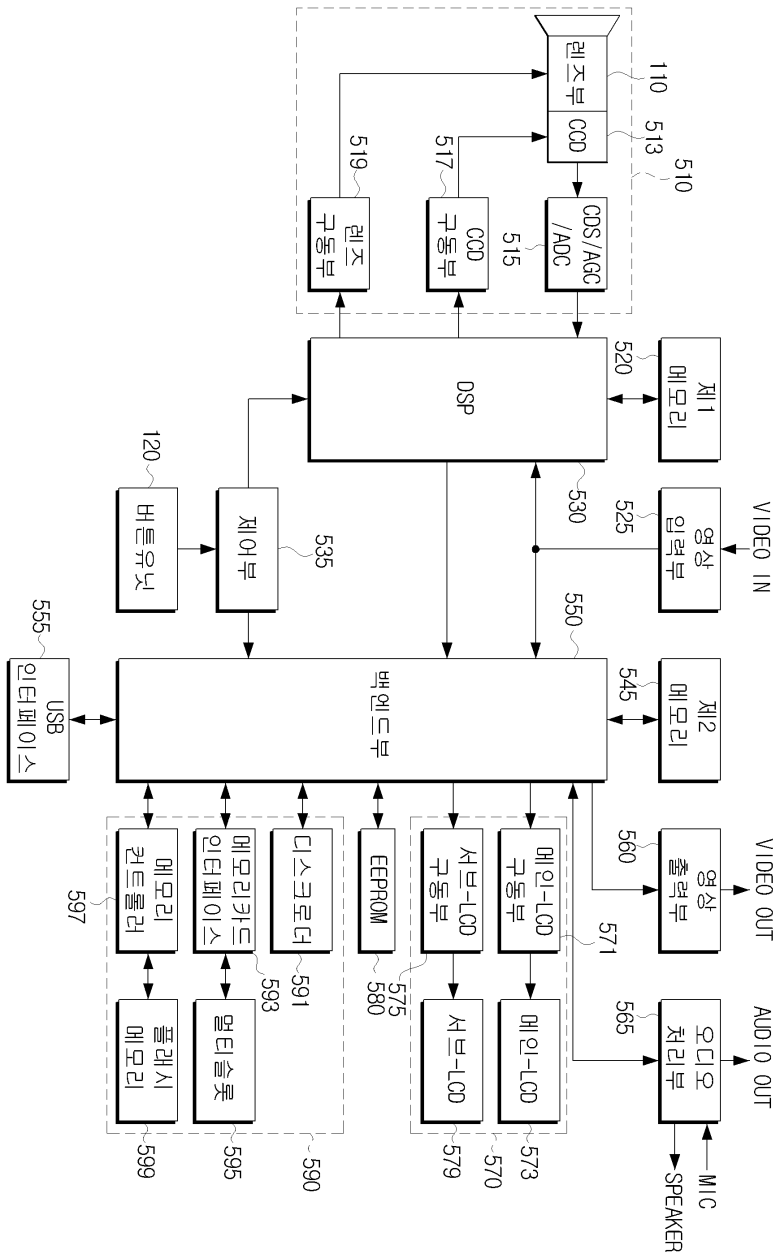 VIDEO IN
VIDEO OUT
AUDIO OUT
제1
메모리
520
영상
입력부
525
제2
메모리
545
영상
출력부
560
오디오
처리부
565
MIC
SPEAKER
510
110
렌즈부
513
CCD
CDS/AGC
/ADC
515
517
CCD
구동부
519
렌즈
구동부
530
DSP
535
제어부
120
버튼유닛
550
백엔드부
555
USB
인터페이스
571
메인-LCD
구동부
메인-LCD
573
서브-LCD
구동부
575
서브-LCD
579
570
EEPROM
580
디스크로더
591
590
메모리카드
인터페이스
593
멀티슬롯
595
메모리
컨트롤러
597
플래시
메모리
599